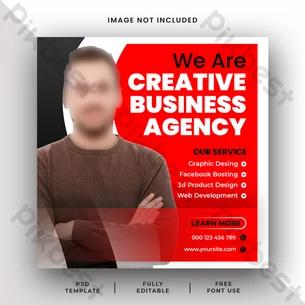 IMAGE NOT INCLUDED
We Are
CREATIVE
BUSINESS
AGENCY
OUR SERVICE
Graphic Desing
Facebook Bosting
3d Product Design
Web Development
LEARN MORE
000 123 456 789
www.yoursite.com
PSD
TEMPLATE
FULLY
EDITABLE
FREE
FONT USE